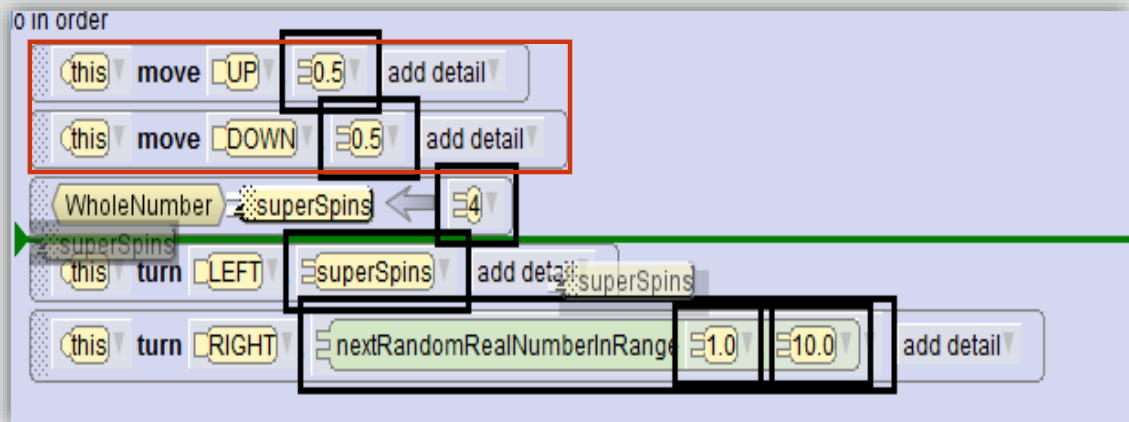 o in order
this move UP 0.5 add detail
this move DOWN 0.5 add detail
WholeNumber superSpins 4
superSpins
this turn LEFT superSpins add deta superSpins
this turn RIGHT nextRandomRealNumberInRange 1.0 10.0 add detail